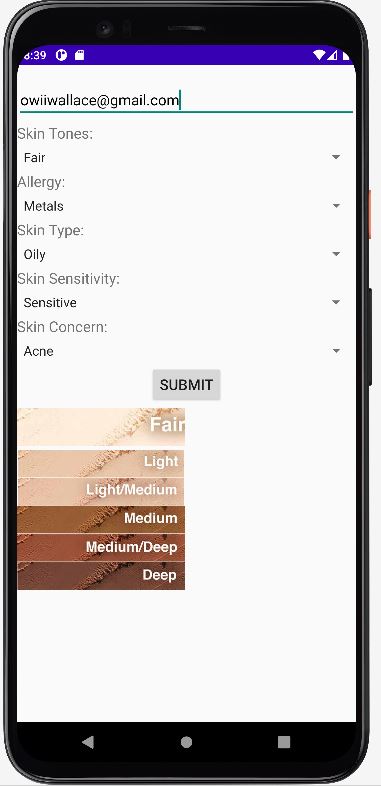 8:39
owiiwallace@gmail.com
Skin Tones:
Fair
Allergy:
Metals
Skin Type:
Oily
Skin Sensitivity:
Sensitive
Skin Concern:
Acne
SUBMIT
Fair
Light
Light/Medium
Medium
Medium/Deep
Deep